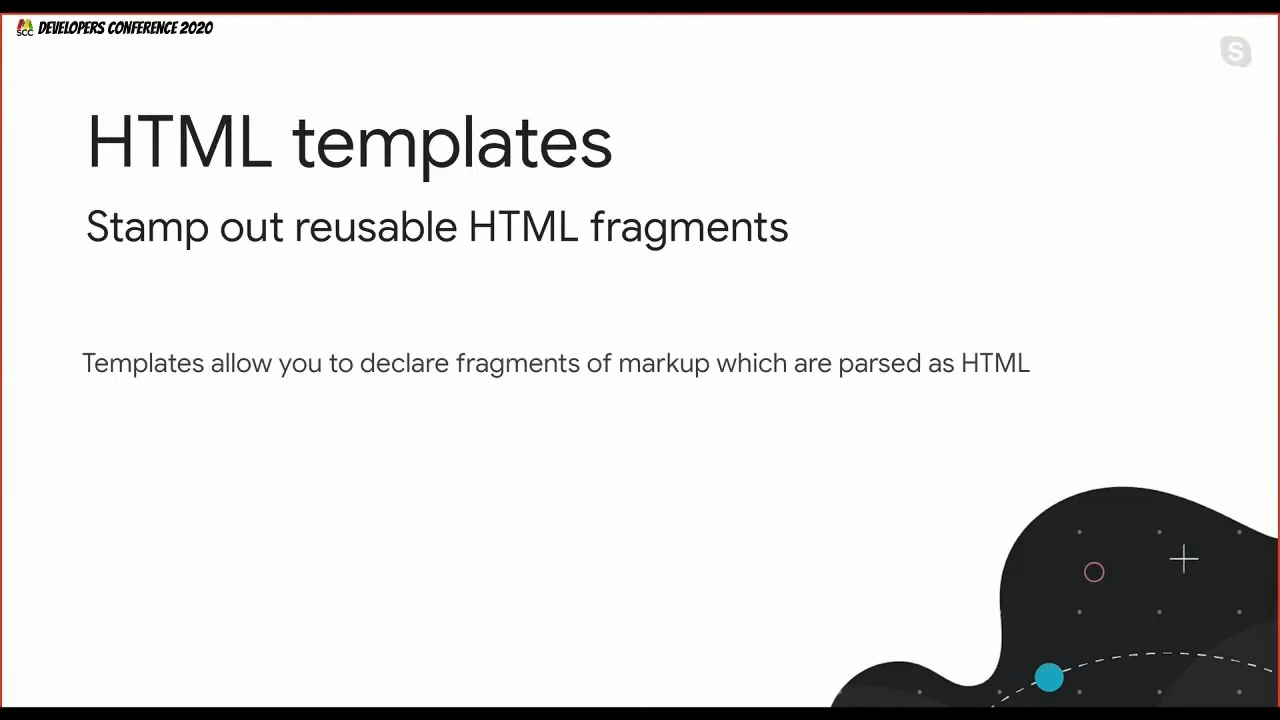 SCC DEVELOPERS CONFERENCE 2020
S
HTML templates
Stamp out reusable HTML fragments
Templates allow you to declare fragments of markup which are parsed as HTML